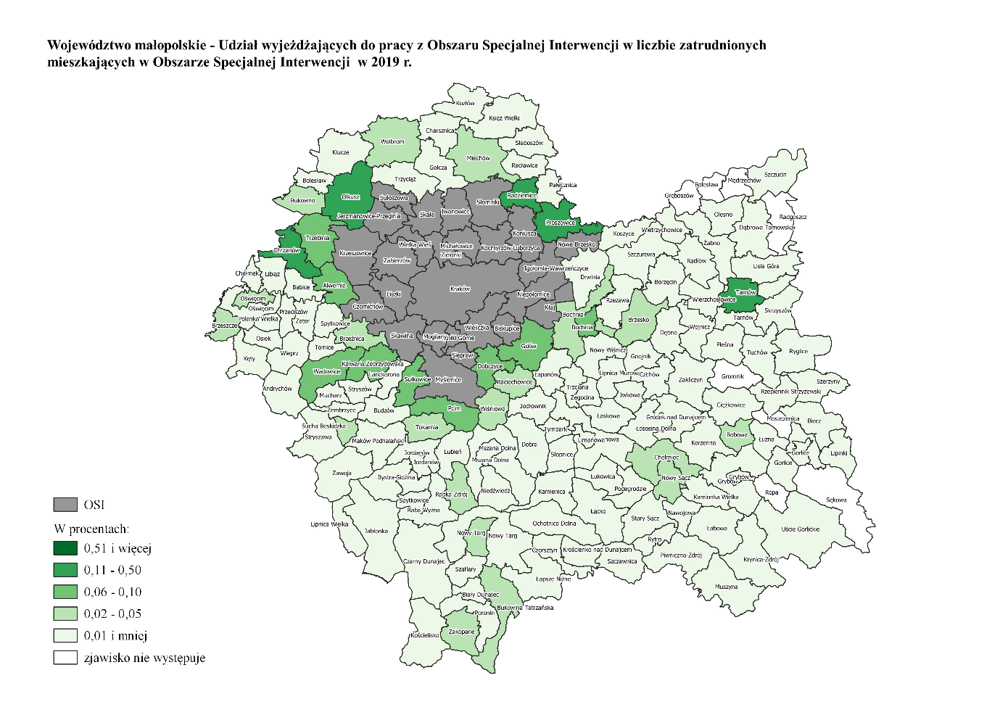 Województwo małopolskie - Udział wyjeżdżających do pracy z Obszaru Specjalnej Interwencji w liczbie zatrudnionych
mieszkających w Obszarze Specjalnej Interwencji w 2019 r.
Kozłów
Książ Wielki
Charsznica
Wolbrom
Słaboszów
Klucze
Miechów
Gołcza
Racławice
Bolesław
Trzyciąż
Pałecznica
Szczucin
Mędrzechów
Bolesław
Gręboszów
Bukowno
Olkusz
Sułoszowa
Słomniki
Radziemice
Jerzmanowice-Przeginia
Skała
Iwanowice
Olesno
Radgoszcz
Proszowice
Dąbrowa Tarnowska
Trzebinia
Koniusza
Koszyce
Wietrzychowice
Żabno
Chrzanów
Krzeszowice
Wielka Wieś
Michałowice
Zielonki
Kocmyrzów-Luborzyca
Nowe Brzesko
Zabierzów
Szczurowa
Radłów
Lisia Góra
Chełmek
Libiąż
Igołomia-Wawrzeńczyce
Drwinia
Babice
Alwernia
Kraków
Borzęcin
Oświęcim
Liszki
Niepołomice
Rzezawa
Wierzchosławice
Tarnów
Oświęcim
Przeciszów
Czernichów
Kłaj
Bochnia
Skrzyszów
Brzeszcze
Polanka Wielka
Zator
Spytkowice
Brzesko
Tarnów
Bochnia
Wieliczka
Biskupice
Wojnicz
Dębno
Osiek
Brzeźnica
Skawina
Mogilany
Tomice
Gdów
Pleśna
Kęty
Wieprz
Siepraw
Nowy Wiśnicz
Gnojnik
Tuchów
Ryglice
Wadowice
Kalwaria Zebrzydowska
Dobczyce
Lanckorona
Łapanów
Lipnica Murowana
Czchów
Gromnik
Sułkowice
Myślenice
Raciechowice
Zakliczyn
Szerzyny
Andrychów
Stryszów
Trzciana
Rzepiennik Strzyżewski
Mucharz
Żegocina
Iwkowa
Zembrzyce
Budzów
Pcim
Wiśniowa
Jodłownik
Ciężkowice
Laskowa
Gródek nad Dunajcem
Moszczenica
Biecz
Sucha Beskidzka
Tokarnia
Tymbark
Łososina Dolna
Bobowa
Stryszawa
Maków Podhalański
Limanowa
Korzenna
Łużna
Dobra
Lubień
Mszana Dolna
Jordanów
Słopnice
Gorlice
Lipinki
Chełmiec
Mszana Dolna
Jordanów
Gorlice
Zawoja
Bystra-Sidzina
Łukowica
Nowy Sącz
Grybów
Grybów
Niedźwiedź
Kamienica
Podegrodzie
Rabka-Zdrój
Ropa
Spytkowice
Kamionka Wielka
Sękowa
Raba Wyżna
Łącko
Nawojowa
Stary Sącz
Lipnica Wielka
Ochotnica Dolna
Łabowa
Uście Gorlickie
Jabłonka
Nowy Targ
Nowy Targ
Rytro
Czorsztyn
Krościenko nad Dunajcem
Piwniczna-Zdrój
Czarny Dunajec
Szczawnica
Krynica-Zdrój
Szaflary
Łapsze Niżne
Muszyna
Biały Dunajec
Bukowina Tatrzańska
Poronin
Kościelisko
Zakopane
OSI
W procentach:
0,51 i więcej
0,11 - 0,50
0,06 - 0,10
0,02 - 0,05
0,01 i mniej
zjawisko nie występuje